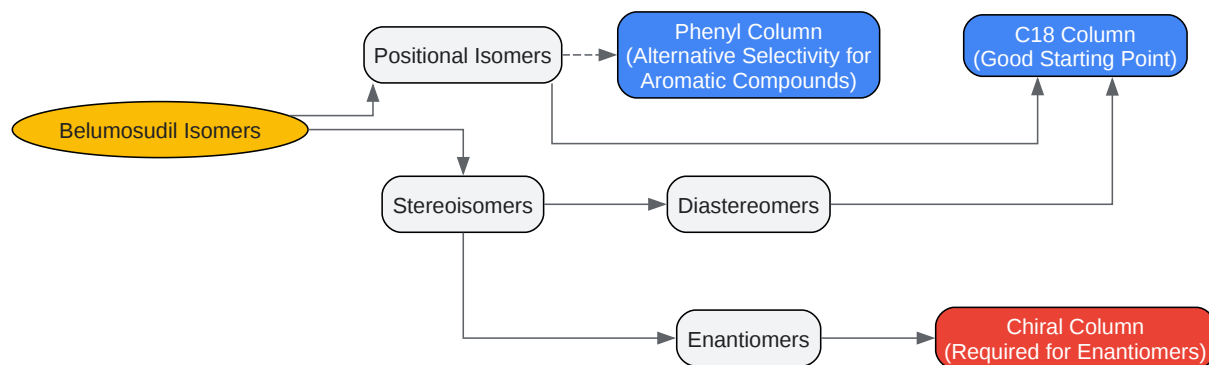 Positional Isomers
Phenyl Column
(Alternative Selectivity for
Aromatic Compounds)
C18 Column
(Good Starting Point)
Belumosudil Isomers
Stereoisomers
Diastereomers
Enantiomers
Chiral Column
(Required for Enantiomers)